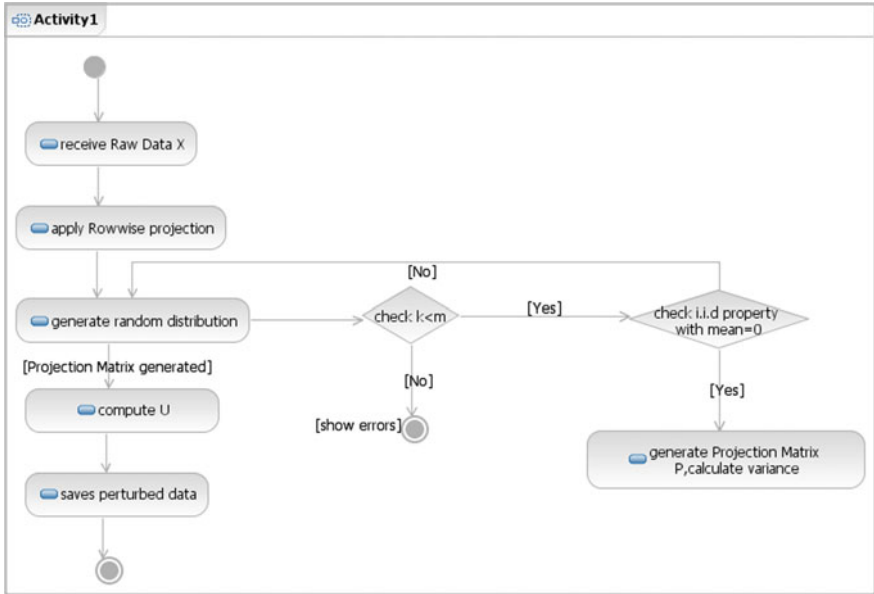 Activity1
receive Raw Data X
apply Rowwise projection
[No]
generate random distribution
check k<m
[Yes]
check i.i.d property
with mean=0
[Projection Matrix generated]
[No]
[Yes]
compute U
[show errors]
generate Projection Matrix
P,calculate variance
saves perturbed data